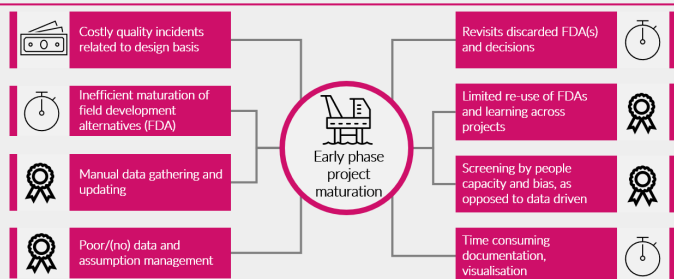 Costly quality incidents
related to design basis
Inefficient maturation of
field development
alternatives (FDA)
Manual data gathering and
updating
Poor/(no) data and
assumption management
Early phase
project
maturation
Revisits discarded FDA(s)
and decisions
Limited re-use of FDAs
and learning across
projects
Screening by people
capacity and bias, as
opposed to data driven
Time consuming
documentation,
visualisation